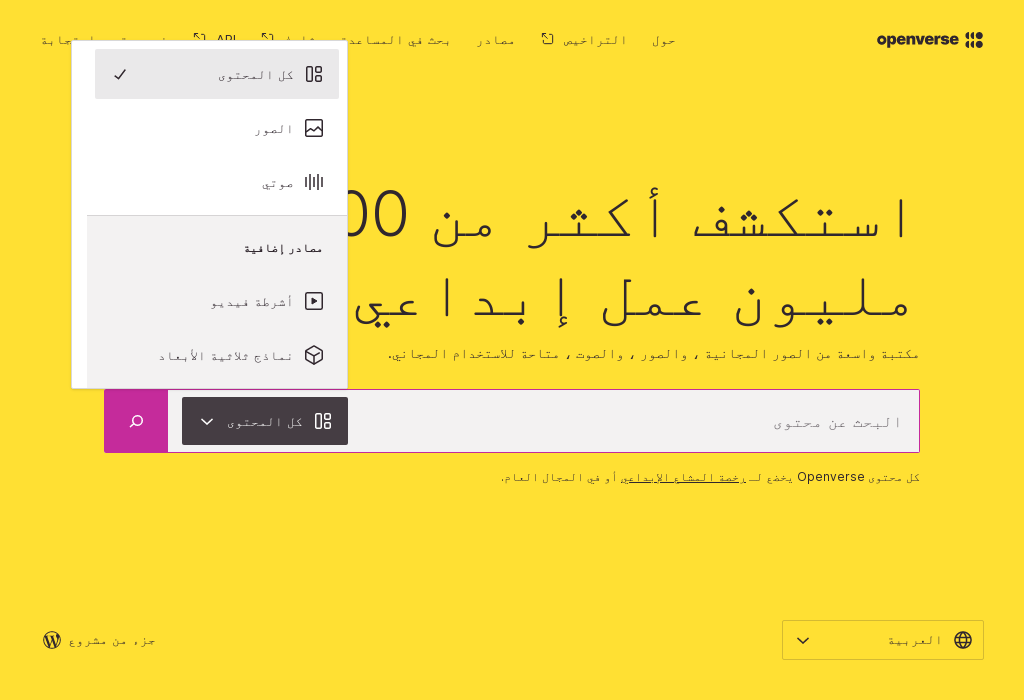 openverse
حول
التراخيص
مصادر
بحث في المساعدة
API
كل المحتوى
الصور
صوتي
مصادر إضافية
أشرطة فيديو
نماذج ثلاثية الأبعاد
استكشف أكثر من 00
مليون عمل إبداعي
مكتبة واسعة من الصور المجانية ، والصور ، والصوت ، متاحة للاستخدام المجاني.
البحث عن محتوى
كل المحتوى
كل محتوى Openverse يخضع لـ رخصة المشاع الإبداعي أو في المجال العام.
العربية
جزء من مشروع